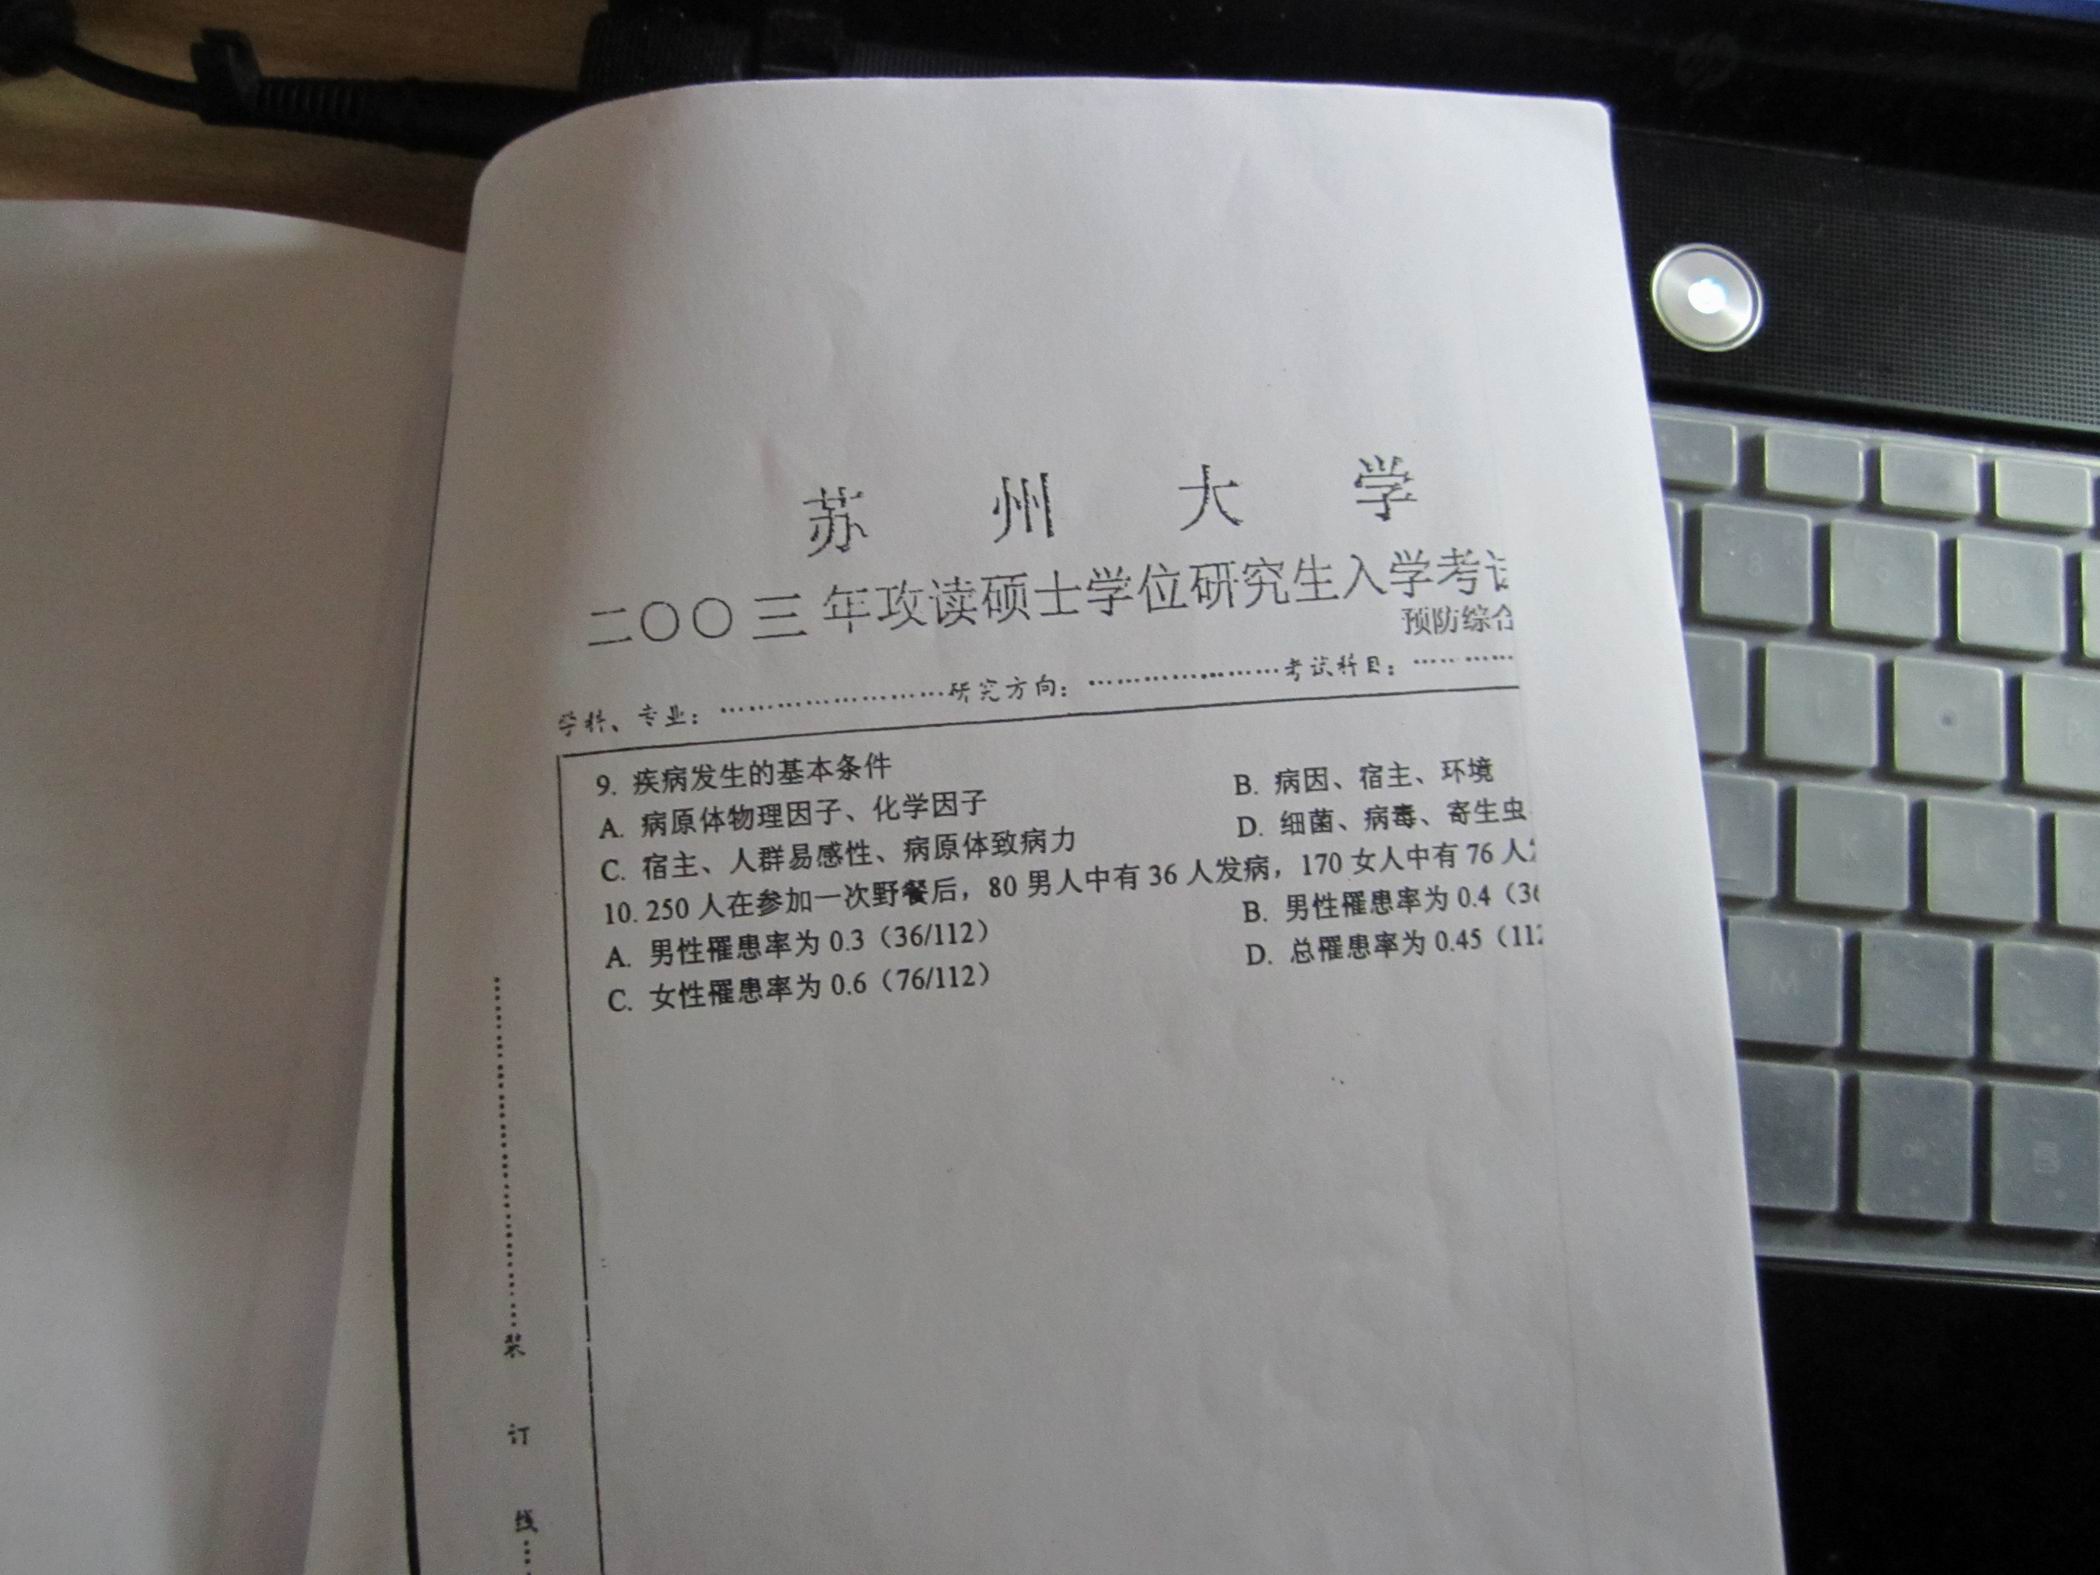 苏州大学
二〇〇三年攻读硕士学位研究生入学考试
预防综合
学科、专业：……………………研究方向：…………………考试科目：…………
9. 疾病发生的基本条件
A. 病原体物理因子、化学因子 B. 病因、宿主、环境
C. 宿主、人群易感性、病原体致病力 D. 细菌、病毒、寄生虫
10. 250 人在参加一次野餐后，80 男人中有 36 人发病，170 女人中有 76 人
A. 男性罹患率为 0.3（36/112） B. 男性罹患率为 0.4（36
C. 女性罹患率为 0.6（76/112） D. 总罹患率为 0.45（112
装
订
线